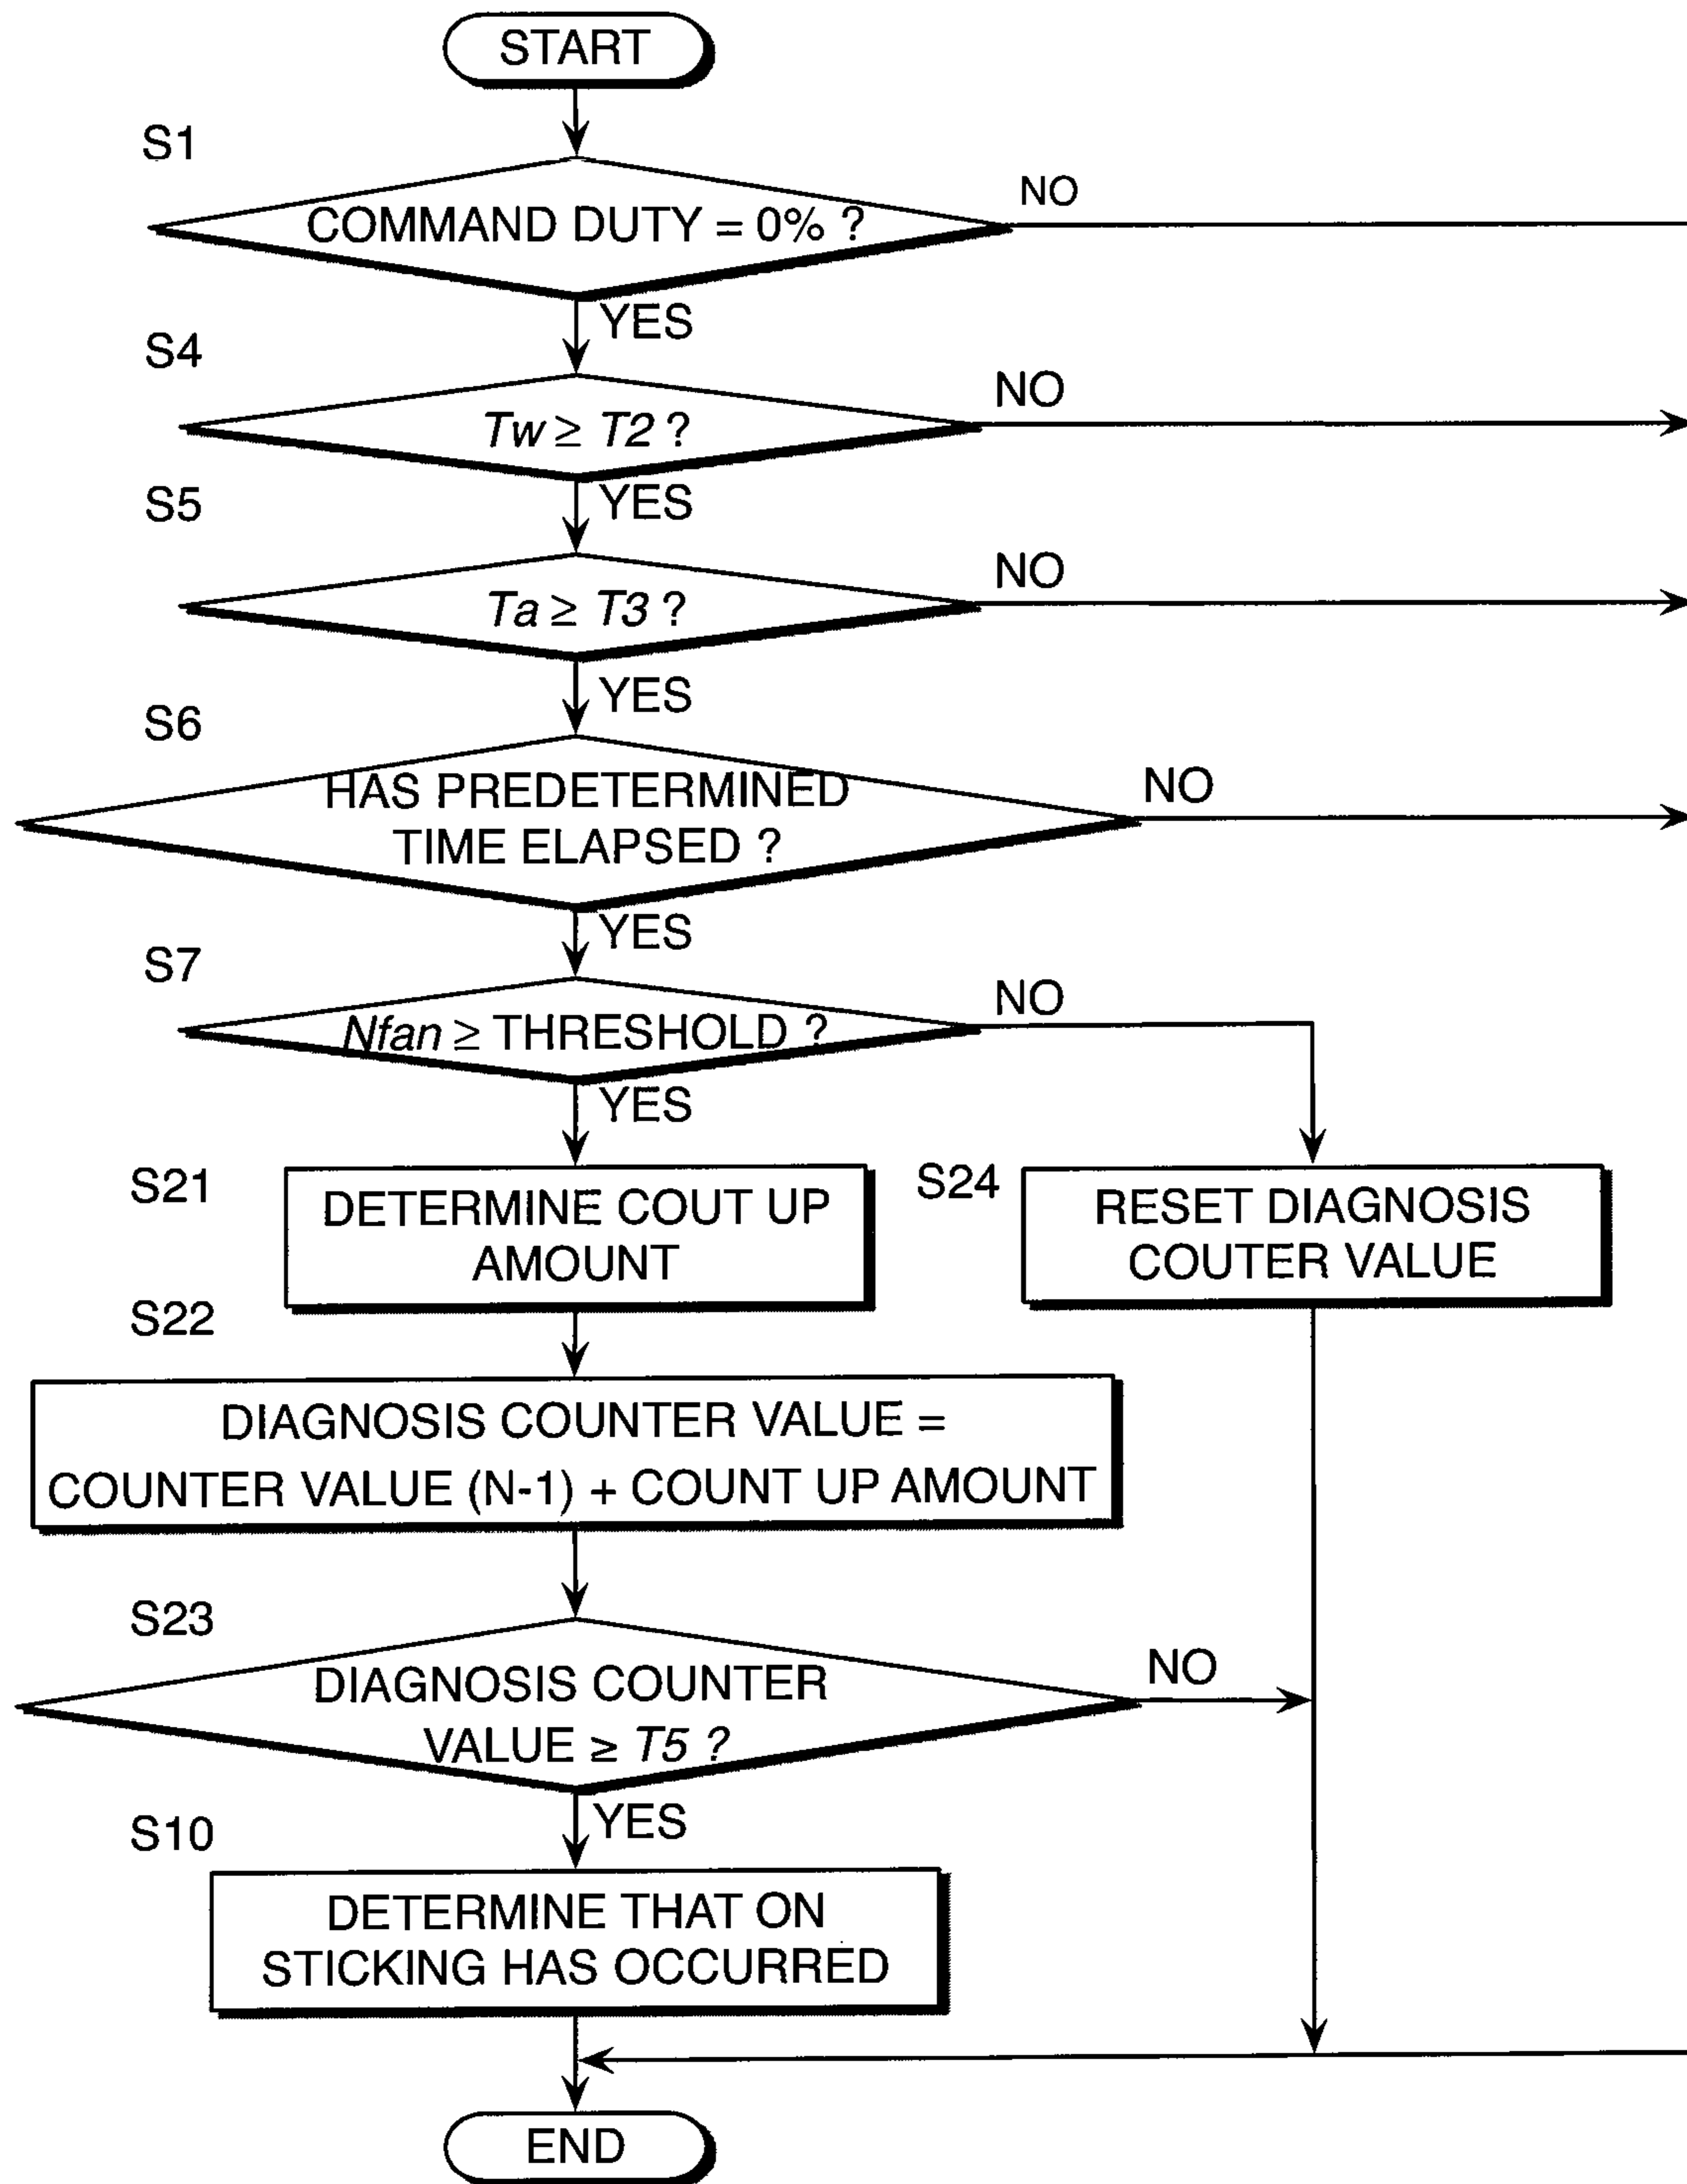 START
S1
COMMAND DUTY = 0% ?
NO
YES
S4
Tw ≥ T2 ?
NO
YES
S5
Ta ≥ T3 ?
NO
YES
S6
HAS PREDETERMINED
TIME ELAPSED ?
NO
YES
S7
Nfan ≥ THRESHOLD ?
NO
YES
S21
DETERMINE COUT UP
AMOUNT
S24
RESET DIAGNOSIS
COUTER VALUE
S22
DIAGNOSIS COUNTER VALUE =
COUNTER VALUE (N-1) + COUNT UP AMOUNT
S23
DIAGNOSIS COUNTER
VALUE ≥ T5 ?
NO
YES
S10
DETERMINE THAT ON
STICKING HAS OCCURRED
END